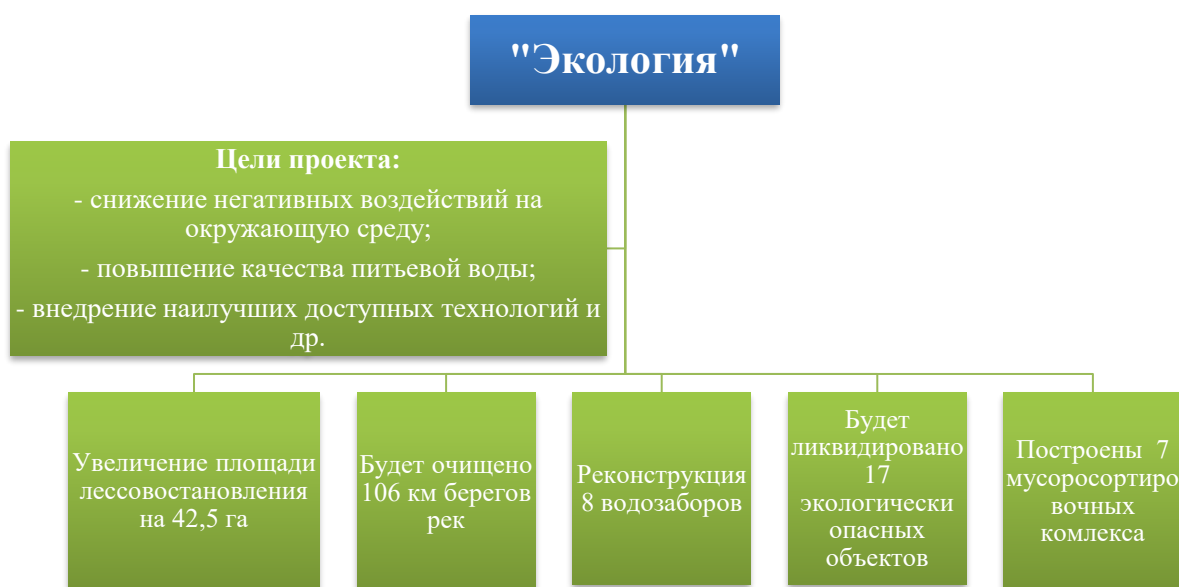 "Экология"
Цели проекта:
- снижение негативных воздействий на
окружающую среду;
- повышение качества питьевой воды;
- внедрение наилучших доступных технологий и
др.
Увеличение площади
лессовостановления
на 42,5 га
Будет очищено
106 км берегов
рек
Реконструкция
8 водозаборов
Будет
ликвидировано
17
экологически
опасных
объектов
Построены 7
мусоросортиро
вочных
комлекса